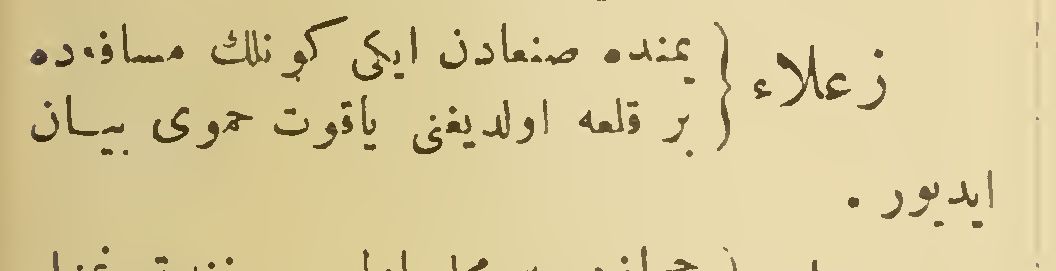 زعلاء { يمنده صنعادن ايكى كونلك مسافه‌ده
بر قلعه اولديغنى ياقوت حموى بيان
ايديور .